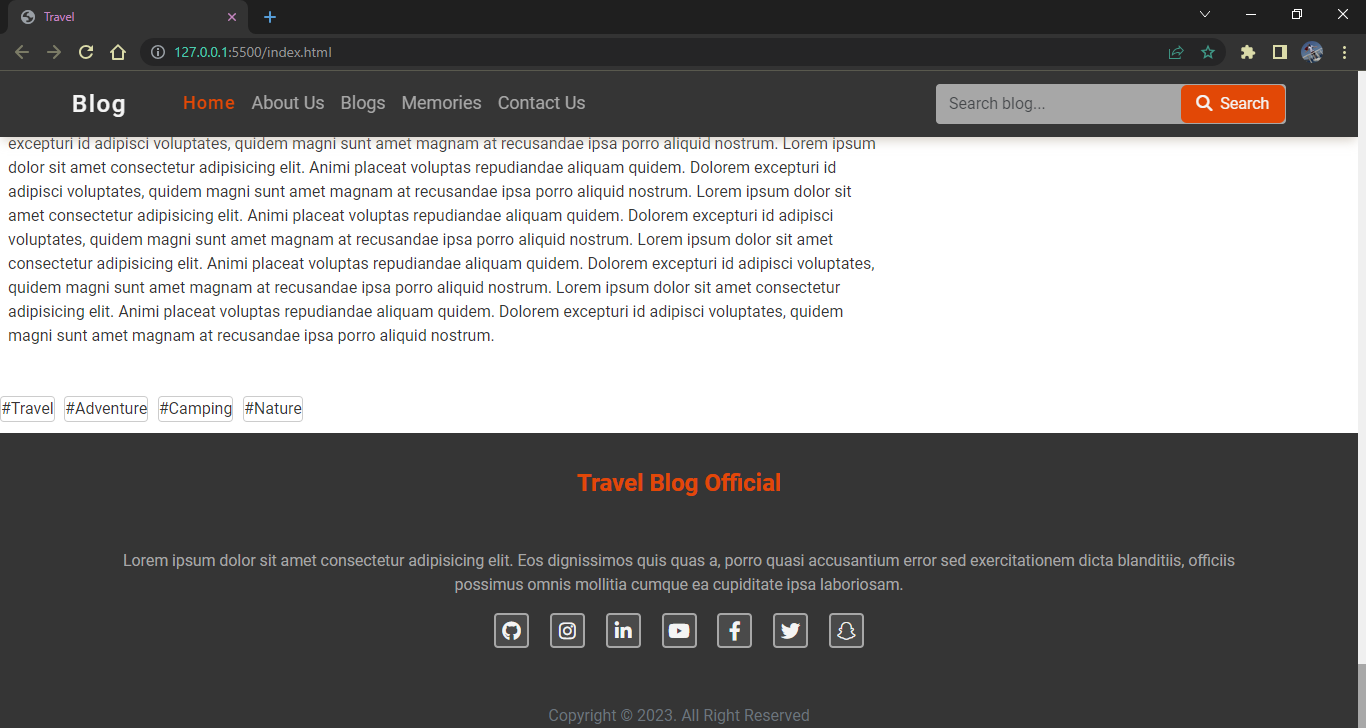 Travel
127.0.0.1:5500/index.html
Blog Home About Us Blogs Memories Contact Us Search blog... Search
excepturi id adipisci voluptates, quidem magni sunt amet magnam at recusandae ipsa porro aliquid nostrum. Lorem ipsum
dolor sit amet consectetur adipisicing elit. Animi placeat voluptas repudiandae aliquam quidem. Dolorem excepturi id
adipisci voluptates, quidem magni sunt amet magnam at recusandae ipsa porro aliquid nostrum. Lorem ipsum dolor sit
amet consectetur adipisicing elit. Animi placeat voluptas repudiandae aliquam quidem. Dolorem excepturi id adipisci
voluptates, quidem magni sunt amet magnam at recusandae ipsa porro aliquid nostrum. Lorem ipsum dolor sit amet
consectetur adipisicing elit. Animi placeat voluptas repudiandae aliquam quidem. Dolorem excepturi id adipisci voluptates,
quidem magni sunt amet magnam at recusandae ipsa porro aliquid nostrum. Lorem ipsum dolor sit amet consectetur
adipisicing elit. Animi placeat voluptas repudiandae aliquam quidem. Dolorem excepturi id adipisci voluptates, quidem
magni sunt amet magnam at recusandae ipsa porro aliquid nostrum.
#Travel #Adventure #Camping #Nature
Travel Blog Official
Lorem ipsum dolor sit amet consectetur adipisicing elit. Eos dignissimos quis quas a, porro quasi accusantium error sed exercitationem dicta blanditiis, officiis
possimus omnis mollitia cumque ea cupiditate ipsa laboriosam.
Copyright © 2023. All Right Reserved